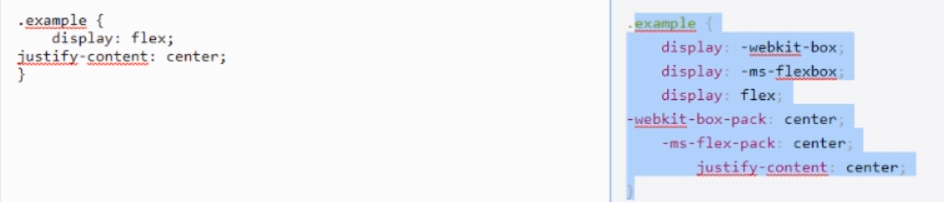 .example {
    display: flex;
justify-content: center;
}
.example {
    display: -webkit-box;
    display: -ms-flexbox;
    display: flex;
-webkit-box-pack: center;
    -ms-flex-pack: center;
        justify-content: center;
}